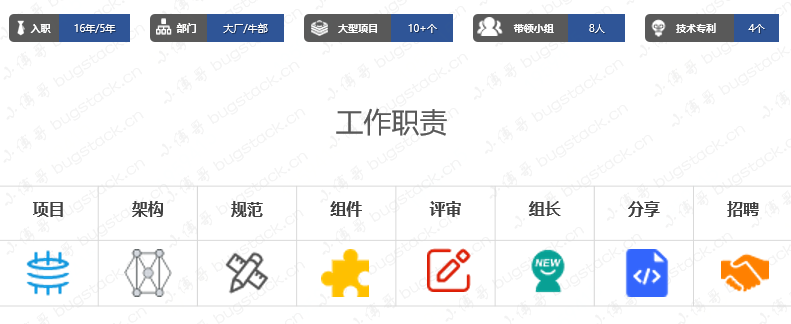 入职 16年/5年 部门 大厂/牛部 大型项目 10+个 带领小组 8人 技术专利 4个
工作职责
项目 架构 规范 组件 评审 组长 分享 招聘
NEW
</>
小傅哥 bugstack.cn